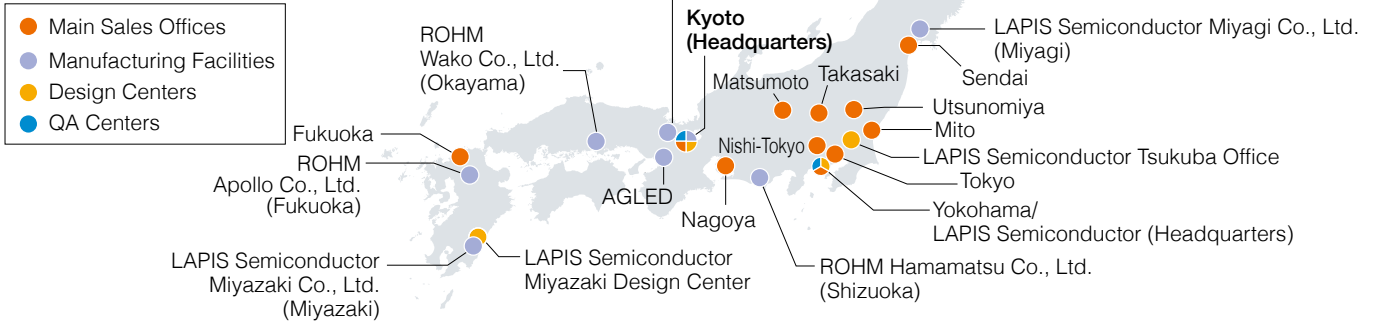 Main Sales Offices
Manufacturing Facilities
Design Centers
QA Centers
ROHM
Wako Co., Ltd.
(Okayama)
Kyoto
(Headquarters)
LAPIS Semiconductor Miyagi Co., Ltd.
(Miyagi)
Sendai
Matsumoto
Takasaki
Utsunomiya
Mito
Nishi-Tokyo
LAPIS Semiconductor Tsukuba Office
Tokyo
Yokohama/
LAPIS Semiconductor (Headquarters)
Fukuoka
ROHM
Apollo Co., Ltd.
(Fukuoka)
AGLED
Nagoya
ROHM Hamamatsu Co., Ltd.
(Shizuoka)
LAPIS Semiconductor
Miyazaki Co., Ltd.
(Miyazaki)
LAPIS Semiconductor
Miyazaki Design Center